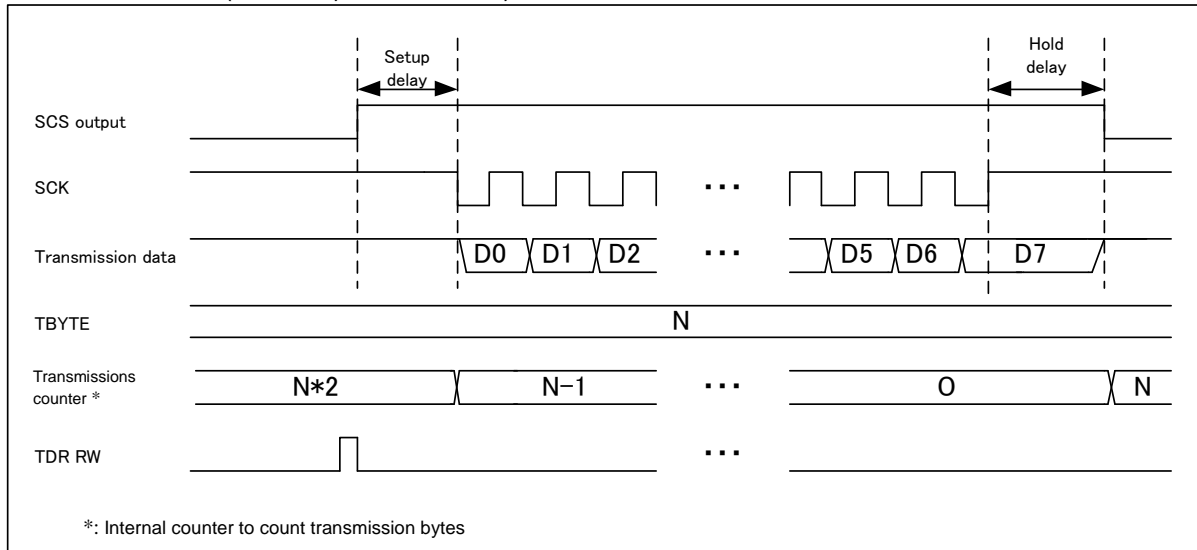 Setup
delay
Hold
delay
SCS output
SCK
...
Transmission data
D0 D1 D2 ... D5 D6 D7
TBYTE
N
Transmissions
counter *
N*2 N-1 ... O N
TDR RW
...
*: Internal counter to count transmission bytes